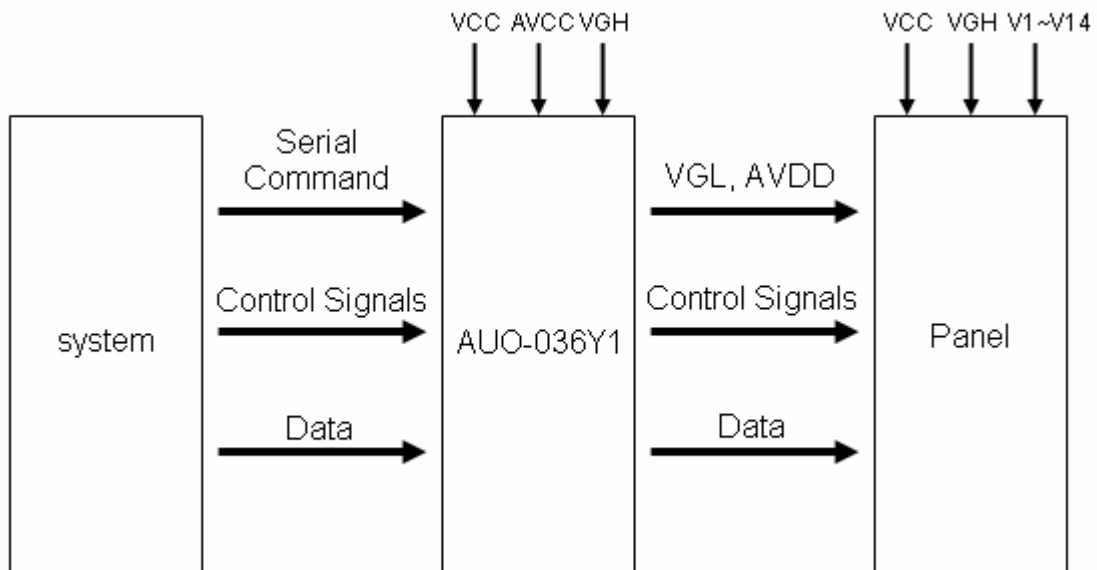 VCC AVCC VGH
VCC VGH V1~V14
Serial
Command
VGL, AVDD
Control Signals
Control Signals
system
AUO-036Y1
Panel
Data
Data